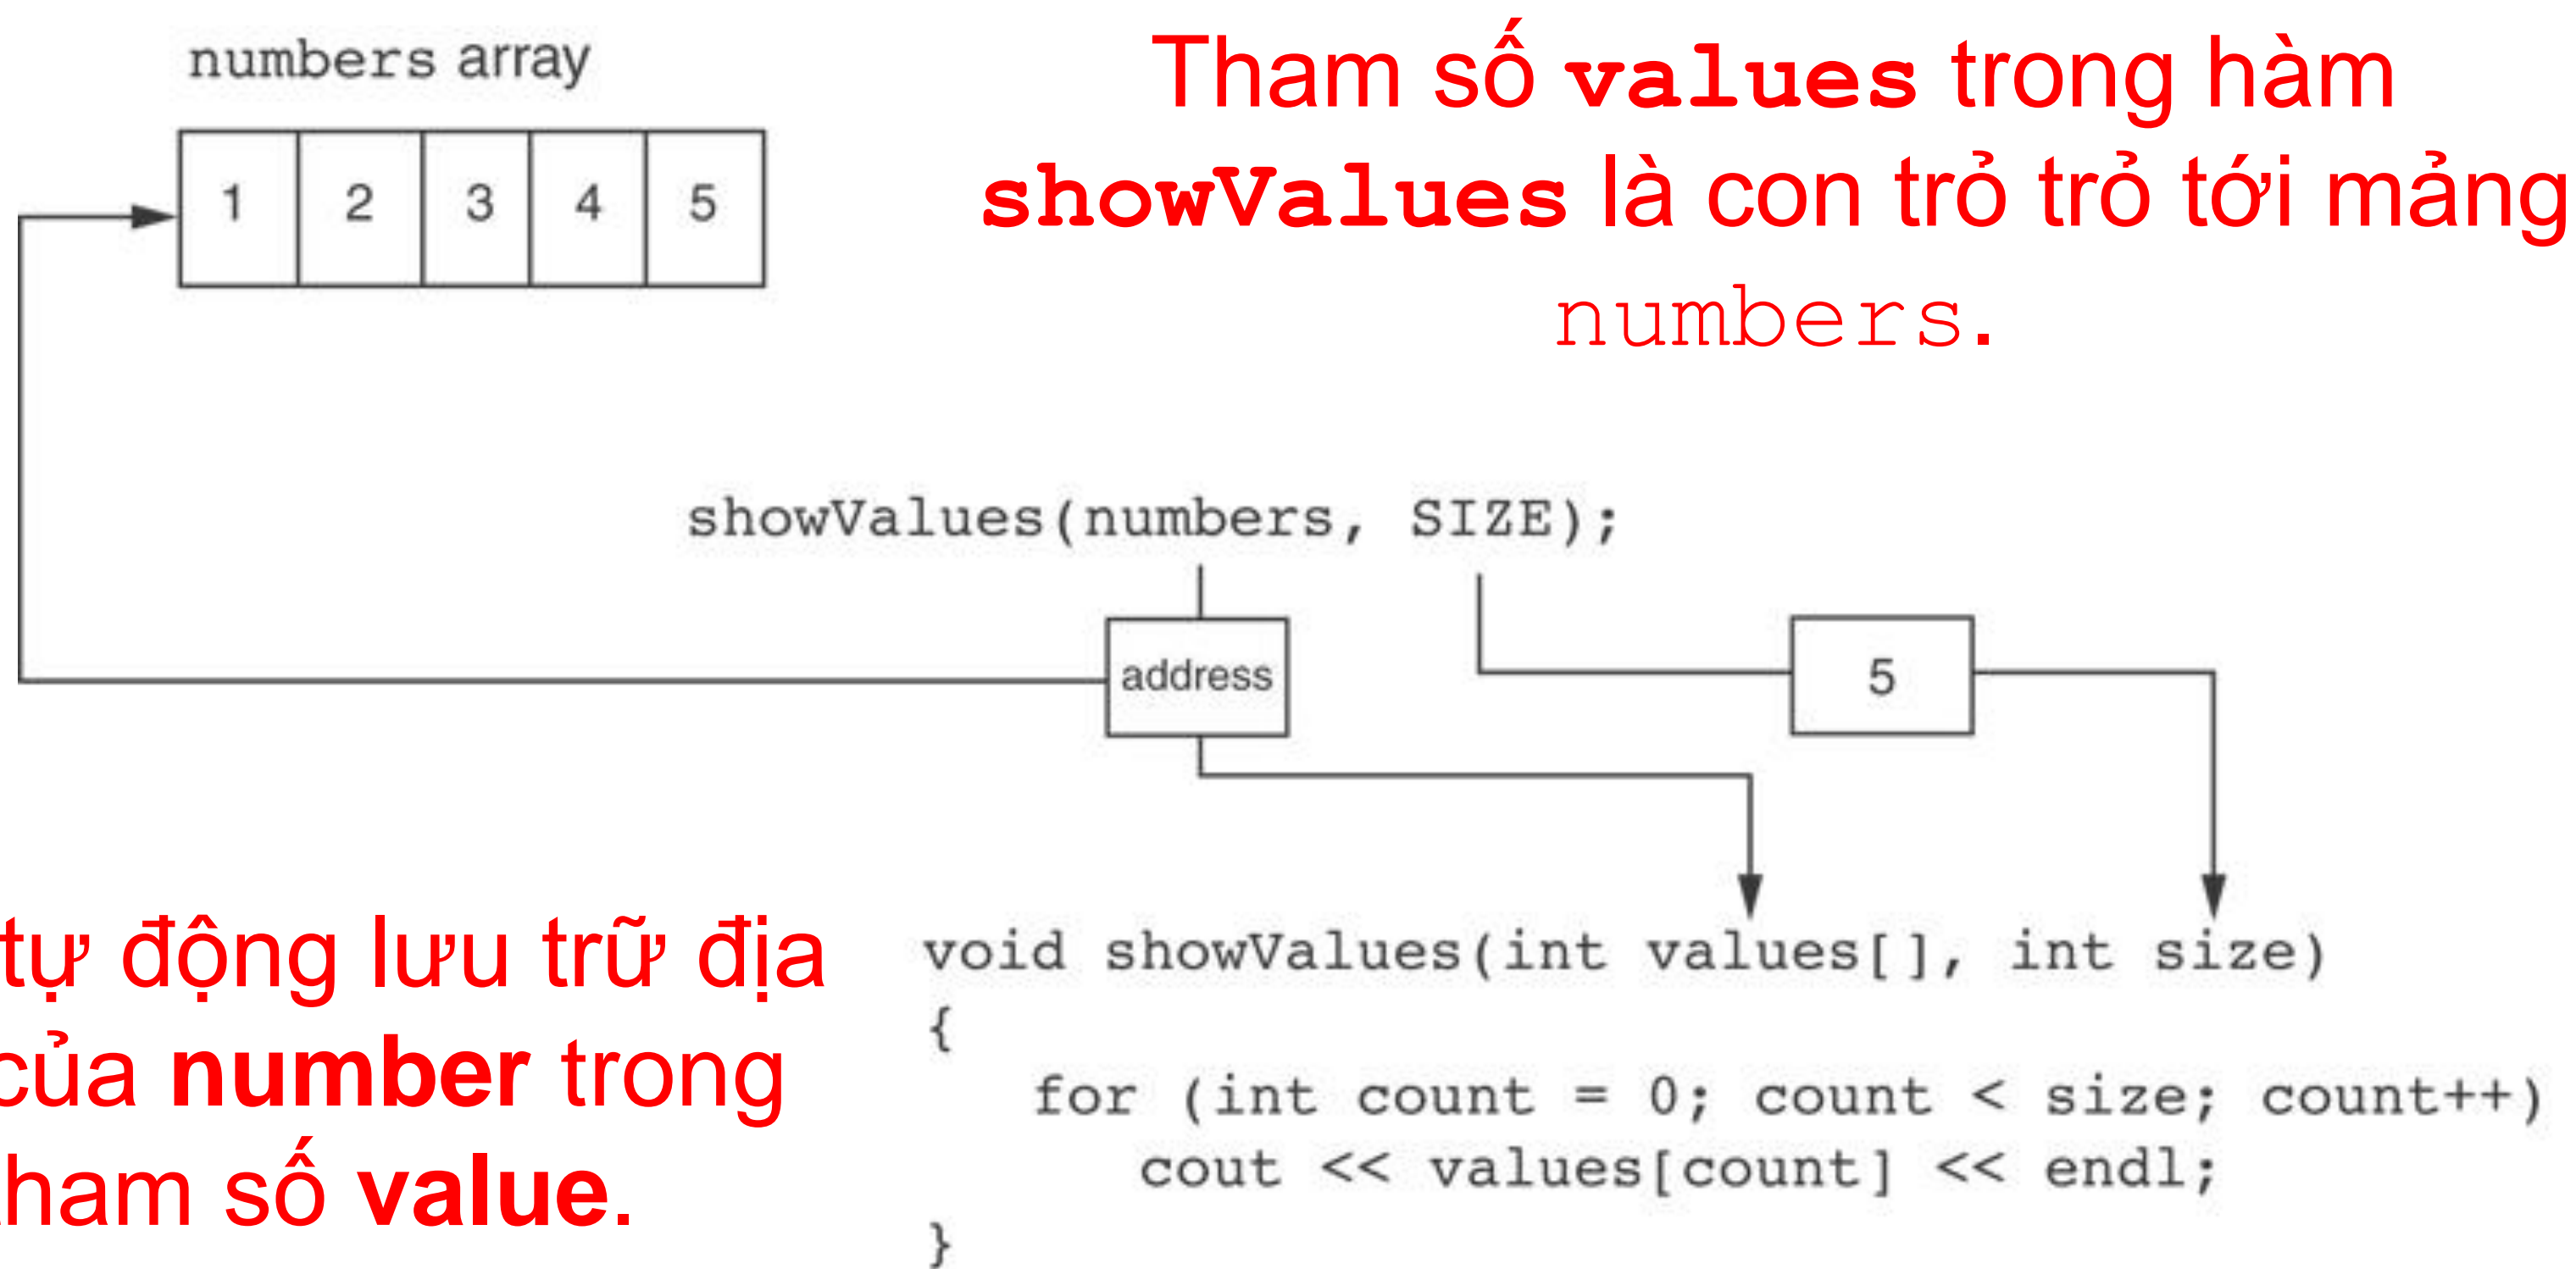 numbers array
Tham số values trong hàm
showValues là con trỏ trỏ tới mảng
numbers.
1 2 3 4 5
showValues(numbers, SIZE);
address
5
tự động lưu trữ địa
của number trong
tham số value.
void showValues(int values[], int size)
{
for (int count = 0; count < size; count++)
cout << values[count] << endl;
}